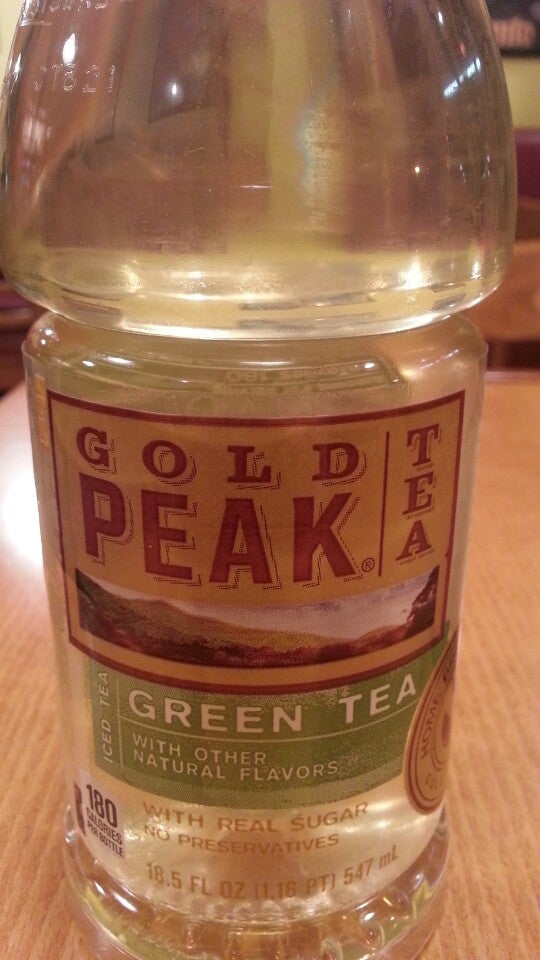 GOLD
PEAK®
TEA
ICED TEA
GREEN TEA
WITH OTHER
NATURAL FLAVORS
HOME
180
CALORIES
PER BOTTLE
WITH REAL SUGAR
NO PRESERVATIVES
18.5 FL OZ (1.16 PT) 547 mL